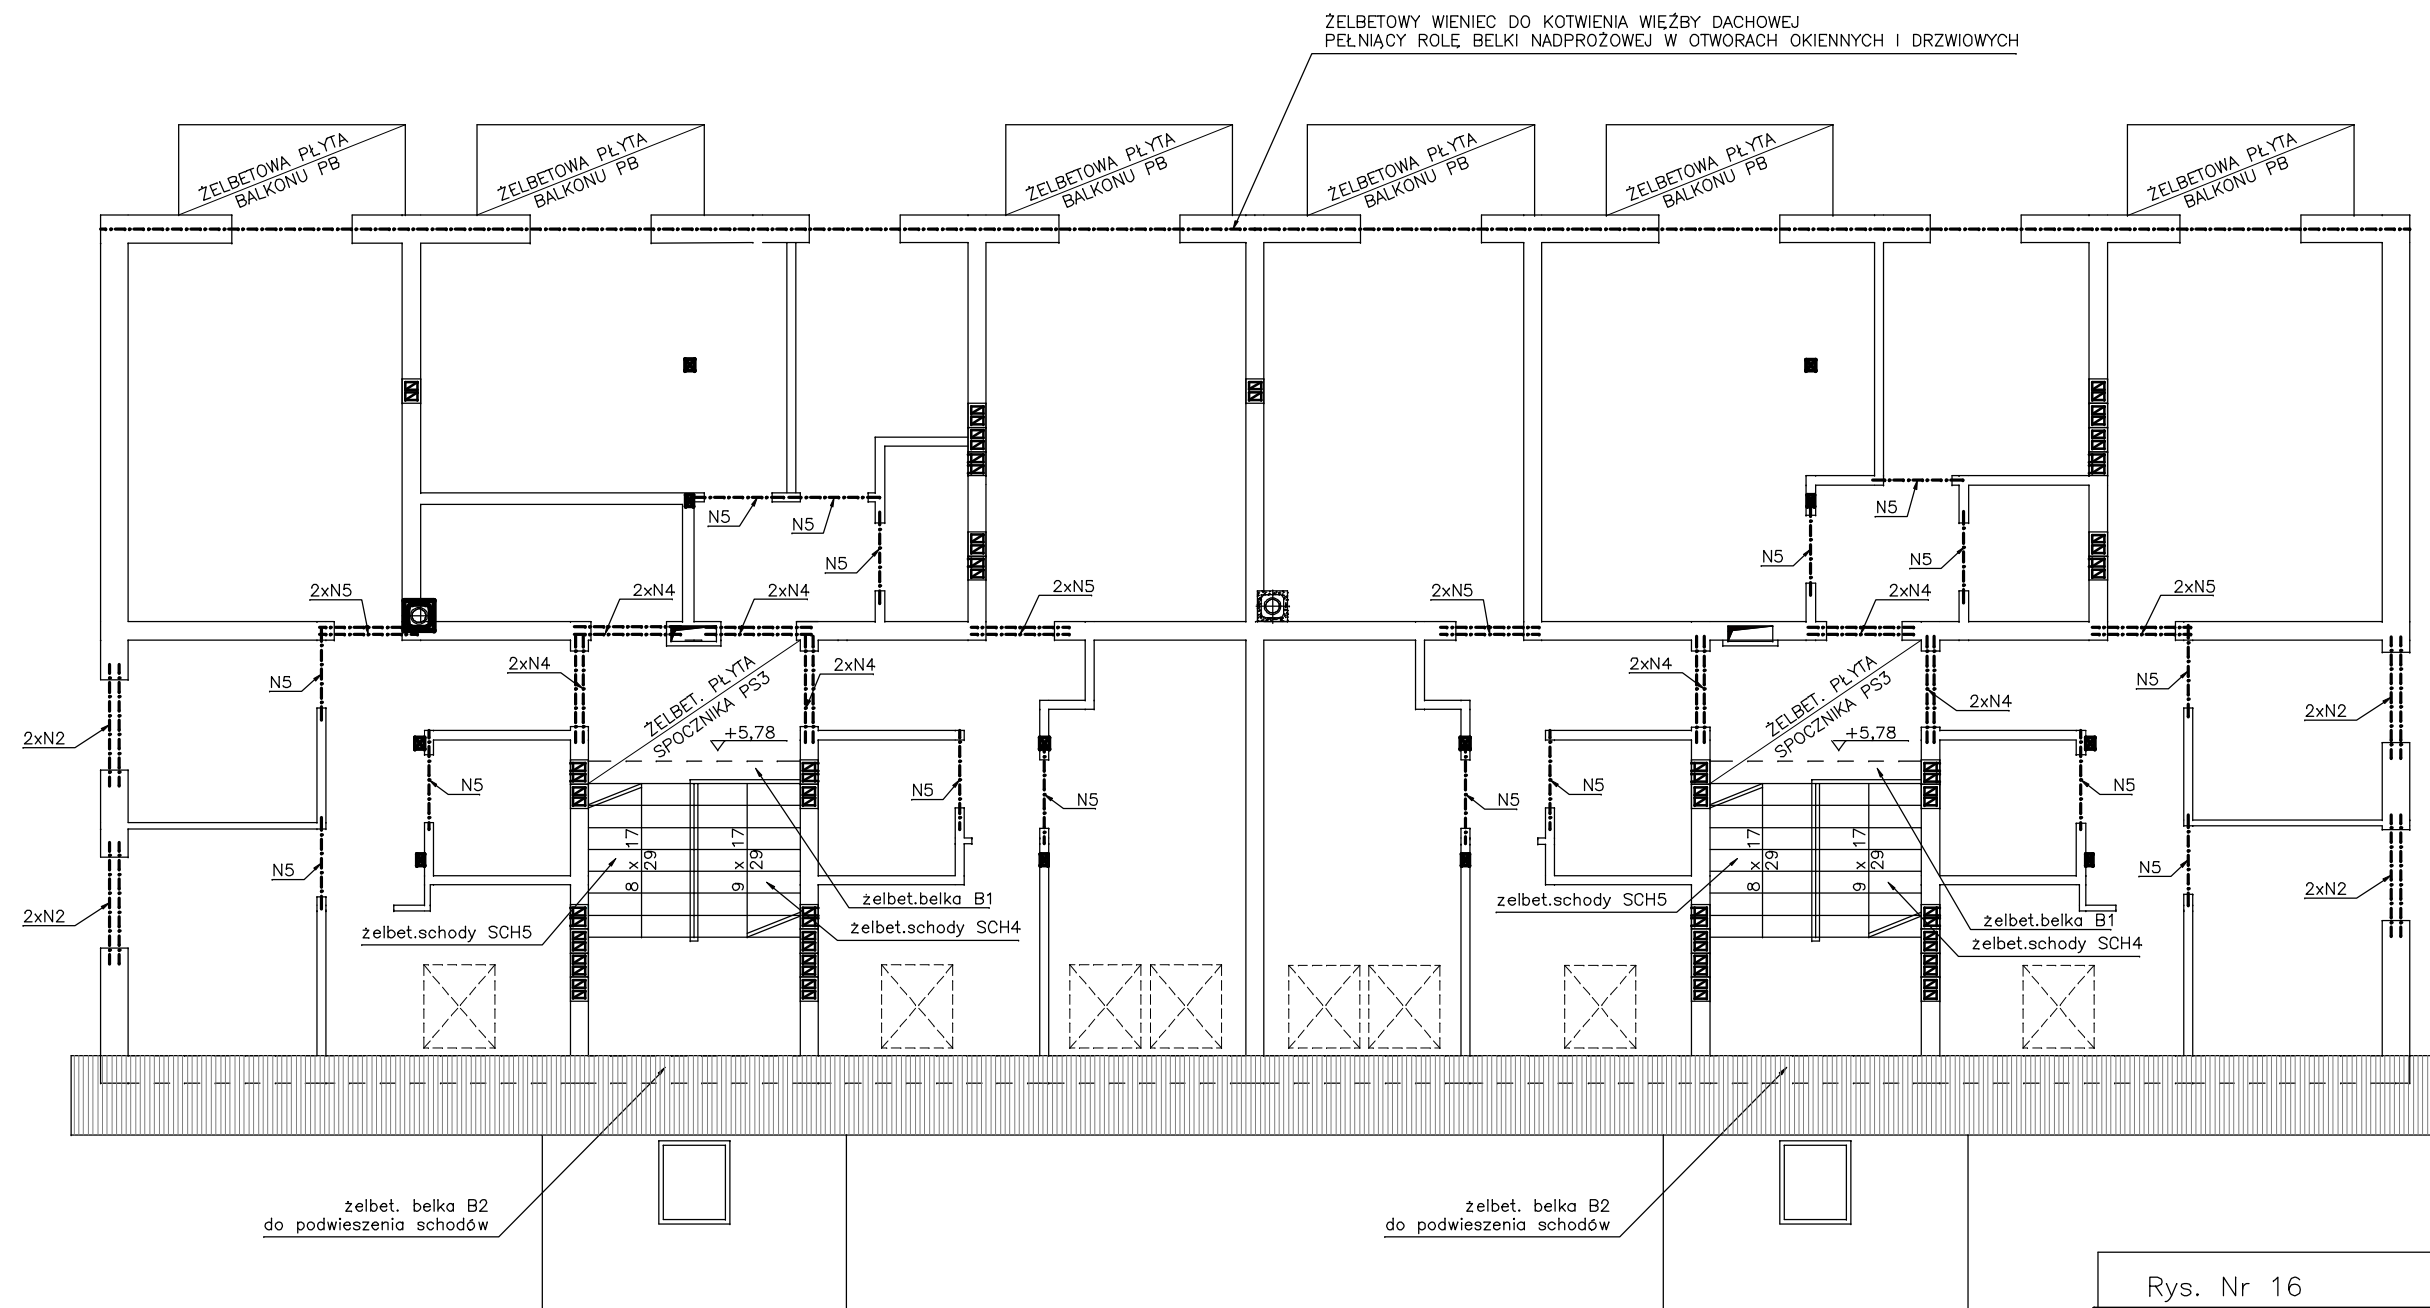 ŻELBETOWY WIENIEC DO KOTWIENIA WIĘŹBY DACHOWEJ
PEŁNIĄCY ROLĘ BELKI NADPROŻOWEJ W OTWORACH OKIENNYCH I DRZWIOWYCH
ŻELBETOWA PŁYTA
BALKONU PB
ŻELBETOWA PŁYTA
BALKONU PB
ŻELBETOWA PŁYTA
BALKONU PB
ŻELBETOWA PŁYTA
BALKONU PB
ŻELBETOWA PŁYTA
BALKONU PB
ŻELBETOWA PŁYTA
BALKONU PB
N5
N5
N5
N5
N5
N5
2xN5
2xN4
2xN4
2xN5
2xN5
2xN4
2xN5
N5
2xN4
ŻELBET. PŁYTA
SPOCZNIKA PS3
2xN4
2xN4
ŻELBET. PŁYTA
SPOCZNIKA PS3
2xN4
N5
2xN2
+5,78
+5,78
2xN2
N5
N5
N5
N5
N5
N5
N5
8 x 17
29
9 x 17
29
8 x 17
29
9 x 17
29
N5
2xN2
2xN2
żelbet.belka B1
żelbet.schody SCH5
żelbet.schody SCH4
żelbet.schody SCH5
żelbet.belka B1
żelbet.schody SCH4
żelbet. belka B2
do podwieszenia schodów
żelbet. belka B2
do podwieszenia schodów
Rys. Nr 16